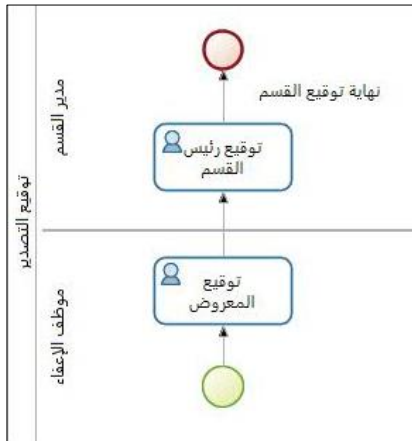 توقيع التصدير
مدير القسم
نهاية توقيع القسم
توقيع رئيس
القسم
موظف الإعفاء
توقيع
المعروض